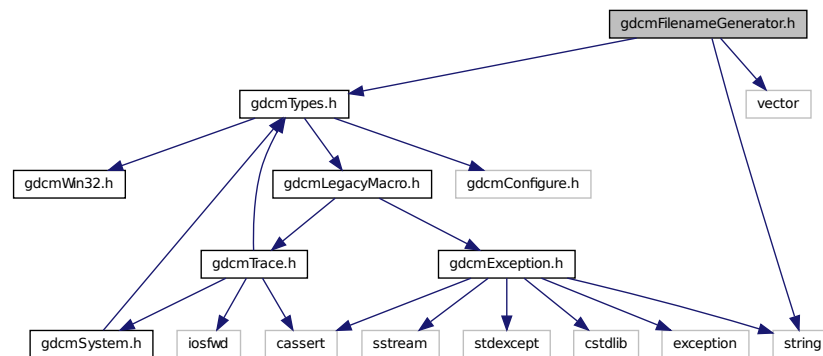 gdcmFilenameGenerator.h
gdcmTypes.h
vector
gdcmWin32.h
gdcmLegacyMacro.h
gdcmConfigure.h
gdcmTrace.h
gdcmException.h
gdcmSystem.h
iosfwd
cassert
sstream
stdexcept
cstdlib
exception
string